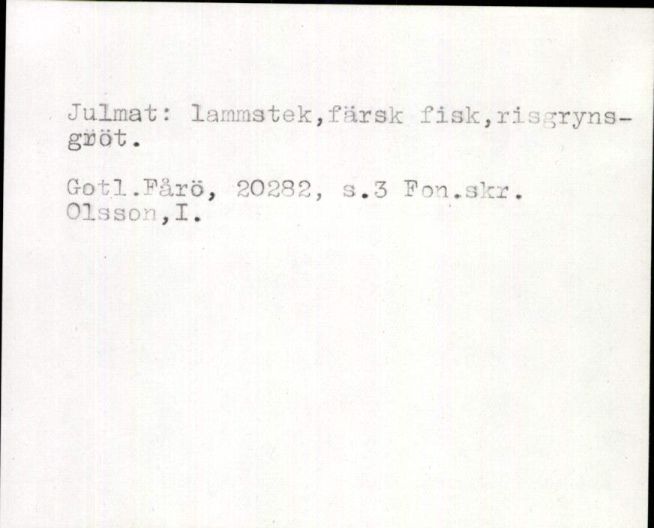 Julmat: lammstek,färsk fisk,risgryns-
gröt.
Gotl.Fårö, 20282, s.3 Fon.skr.
Olsson,I.